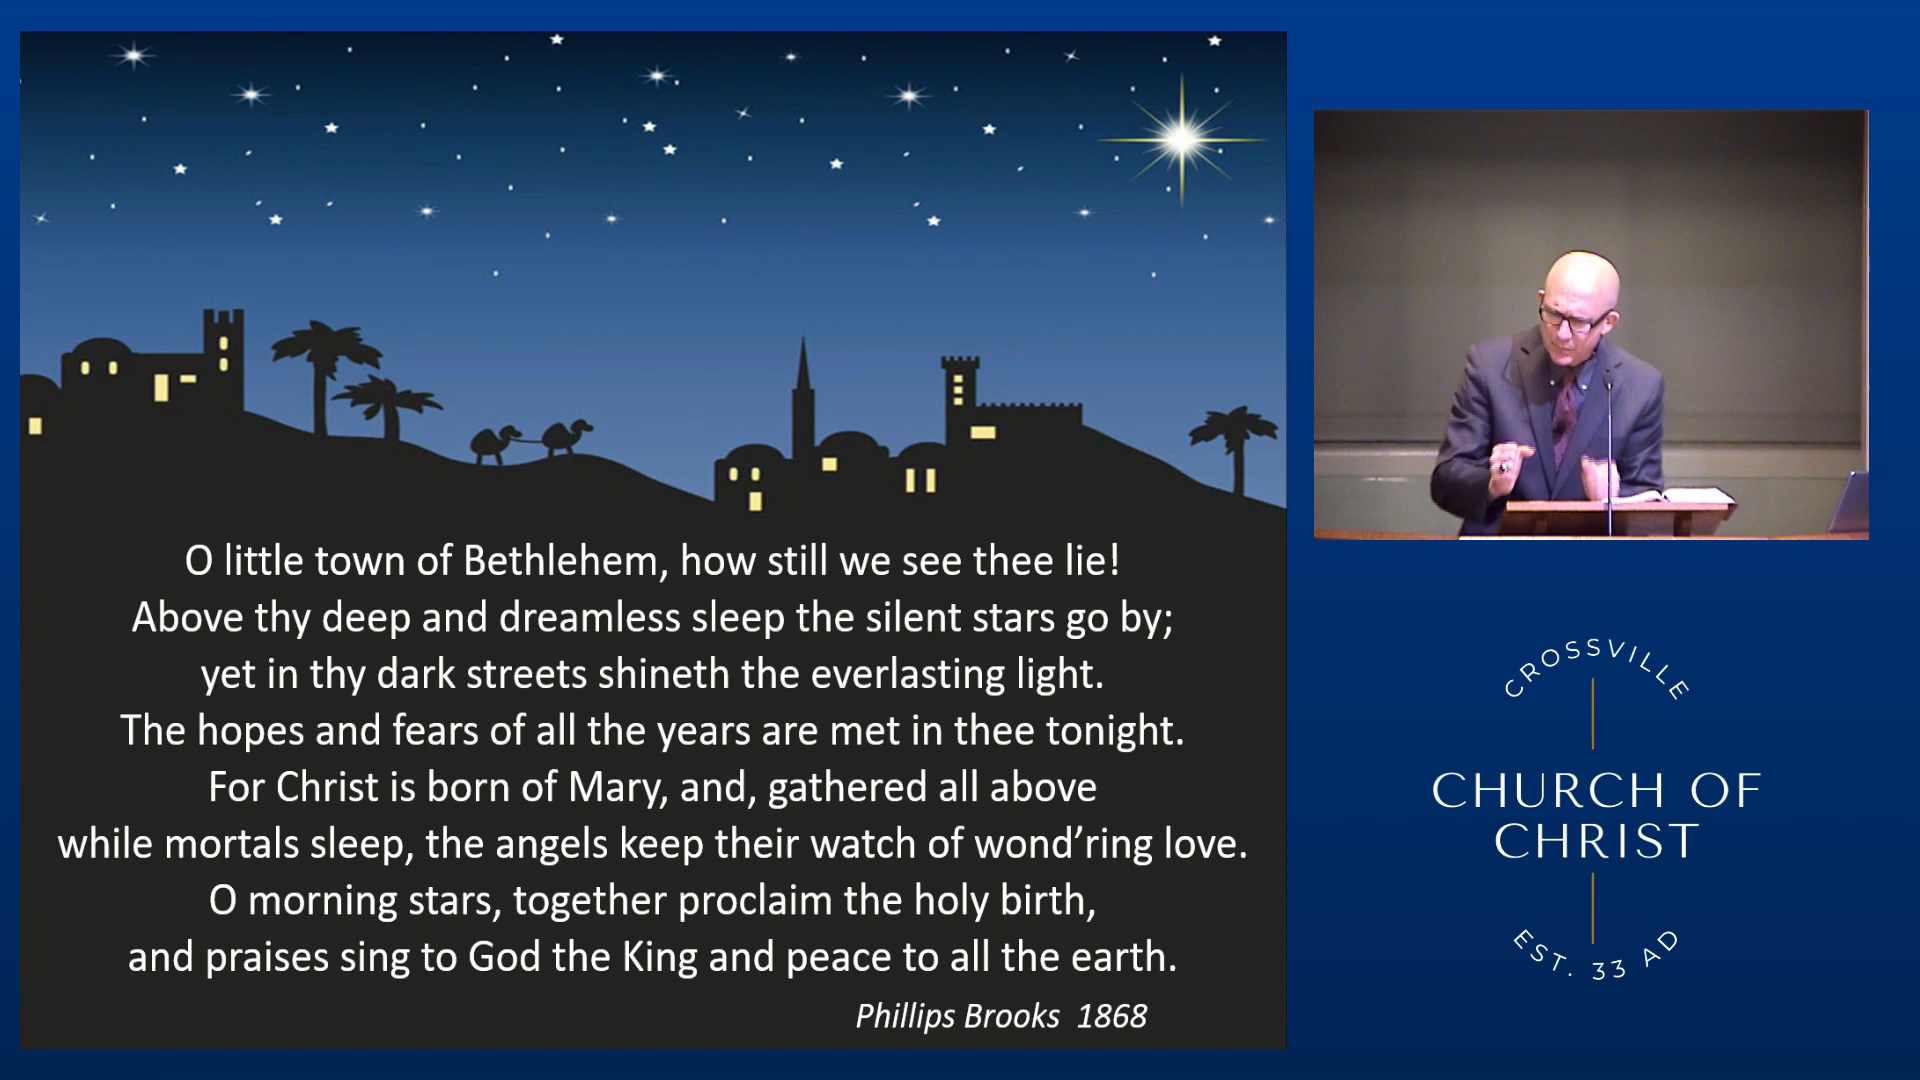 O little town of Bethlehem, how still we see thee lie!
Above thy deep and dreamless sleep the silent stars go by;
yet in thy dark streets shineth the everlasting light.
The hopes and fears of all the years are met in thee tonight.
For Christ is born of Mary, and, gathered all above
while mortals sleep, the angels keep their watch of wond’ring love.
O morning stars, together proclaim the holy birth,
and praises sing to God the King and peace to all the earth.
Phillips Brooks 1868
CROSSVILLE
CHURCH OF
CHRIST
EST. 33 AD